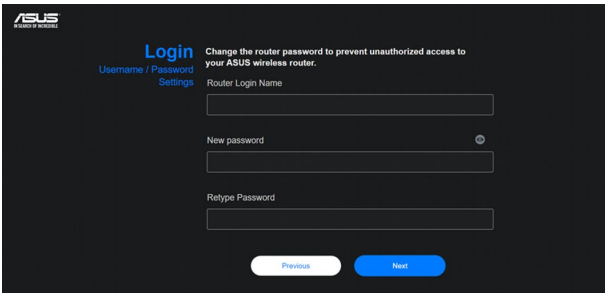 ASUS
IN SEARCH OF INCREDIBLE
Login
Username / Password
Settings
Change the router password to prevent unauthorized access to
your ASUS wireless router.
Router Login Name
New password
Retype Password
Previous
Next